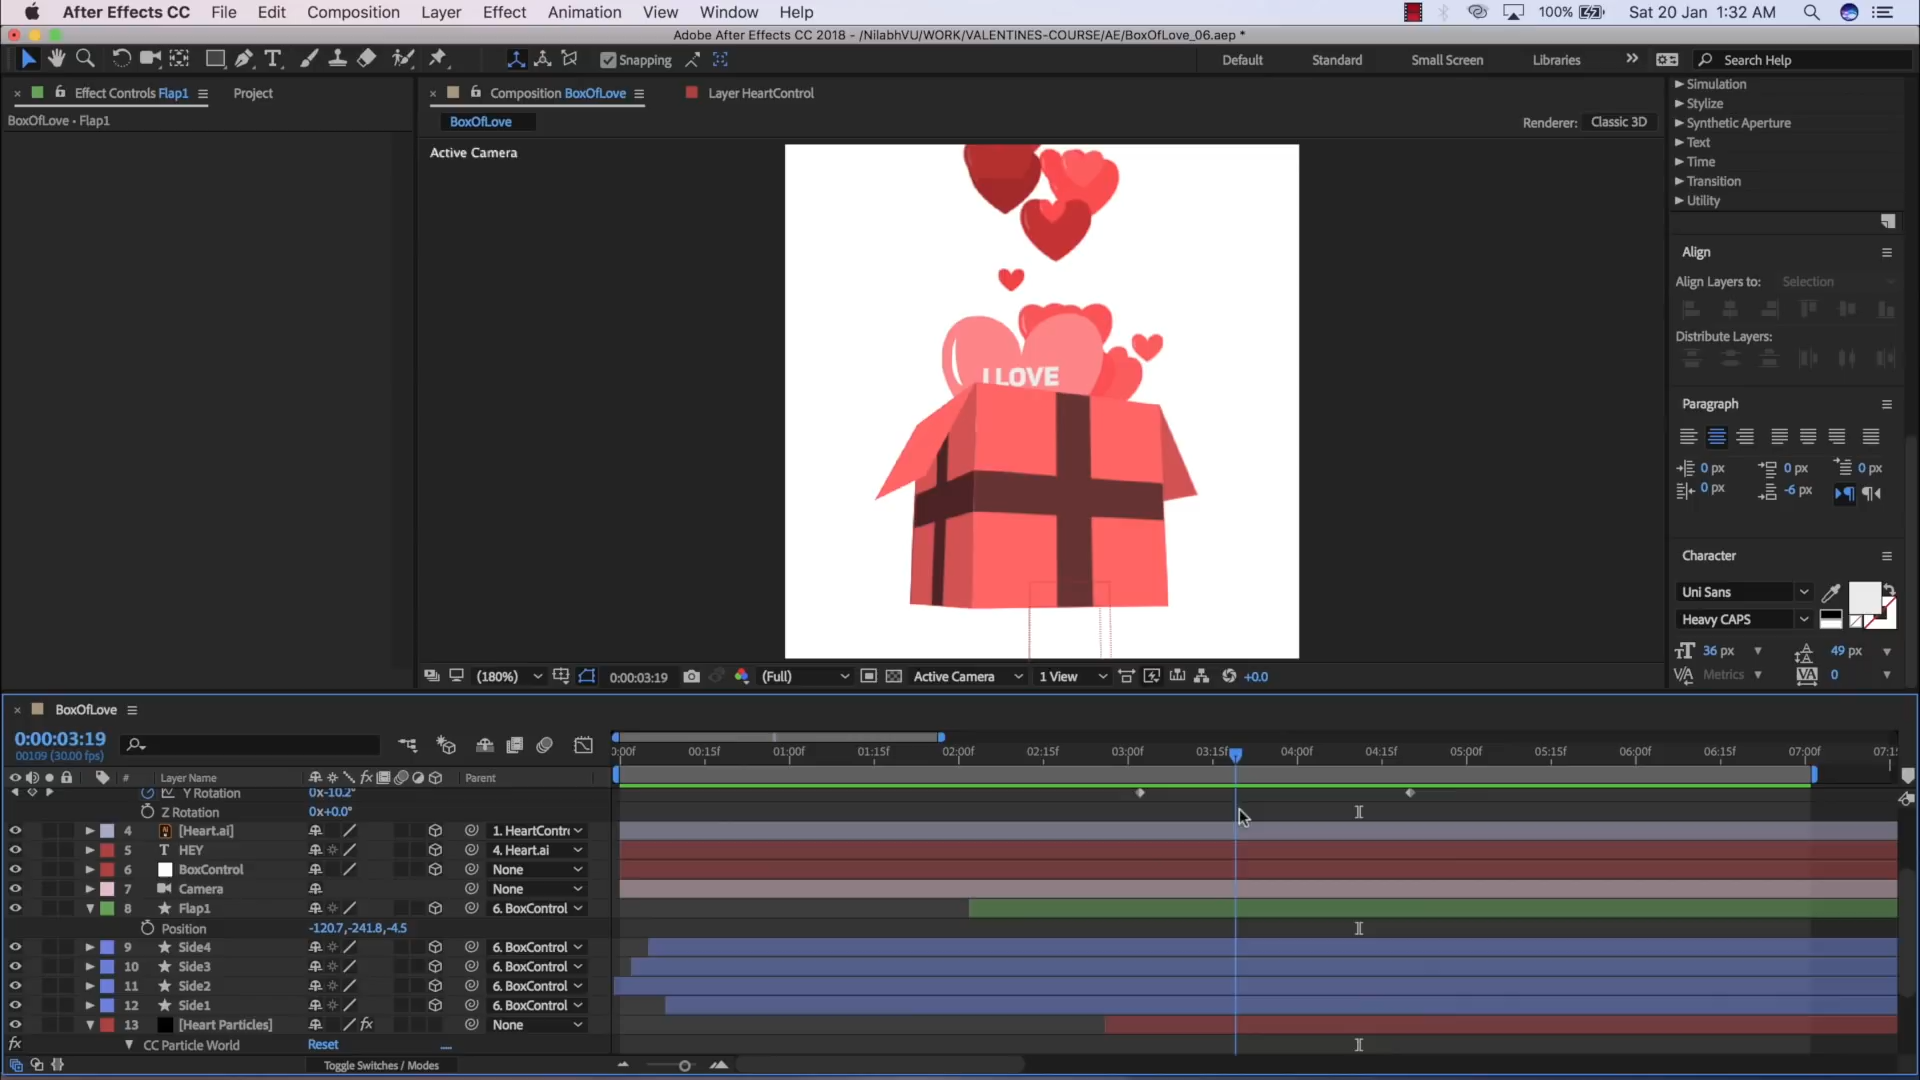 After Effects CC File Edit Composition Layer Effect Animation View Window Help 100% Sat 20 Jan 1:32 AM
Adobe After Effects CC 2018 - /NilabhVU/WORK/VALENTINES-COURSE/AE/BoxOfLove_06.aep *
Snapping Default Standard Small Screen Libraries Search Help
Effect Controls Flap1 Project Composition BoxOfLove Layer HeartControl
BoxOfLove • Flap1
BoxOfLove Renderer: Classic 3D
Active Camera
I LOVE
Simulation
Stylize
Synthetic Aperture
Text
Time
Transition
Utility
Align
Align Layers to: Selection
Distribute Layers:
Paragraph
0 px 0 px 0 px
0 px -6 px
Character
Uni Sans
Heavy CAPS
36 px 49 px
Metrics 0
(180%) 0:00:03:19 (Full) Active Camera 1 View +0.0
BoxOfLove
0:00:03:19
00109 (30.00 fps)
:00f 00:15f 01:00f 01:15f 02:00f 02:15f 03:00f 03:15f 04:00f 04:15f 05:00f 05:15f 06:00f 06:15f 07:00f 07:15
# Layer Name fx Parent
Y Rotation 0x-10.2°
Z Rotation 0x+0.0°
4 [Heart.ai] 1. HeartContr
5 HEY 4. Heart.ai
6 BoxControl None
7 Camera None
8 Flap1 6. BoxControl
Position -120.7,-241.8,-4.5
9 Side4 6. BoxControl
10 Side3 6. BoxControl
11 Side2 6. BoxControl
12 Side1 6. BoxControl
13 [Heart Particles] fx None
fx CC Particle World Reset ....
Toggle Switches / Modes